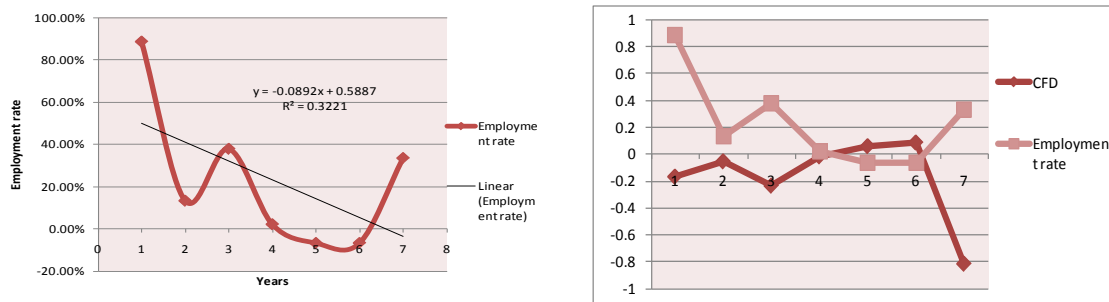 100.00%
80.00%
60.00%
40.00%
20.00%
0.00%
-20.00%
Employment rate
0 1 2 3 4 5 6 7 8
Years
y = -0.0892x + 0.5887
R² = 0.3221
Employme
nt rate
Linear
(Employm
ent rate)
1
0.8
0.6
0.4
0.2
0
-0.2
-0.4
-0.6
-0.8
-1
1 2 3 4 5 6 7
CFD
Employmen
t rate